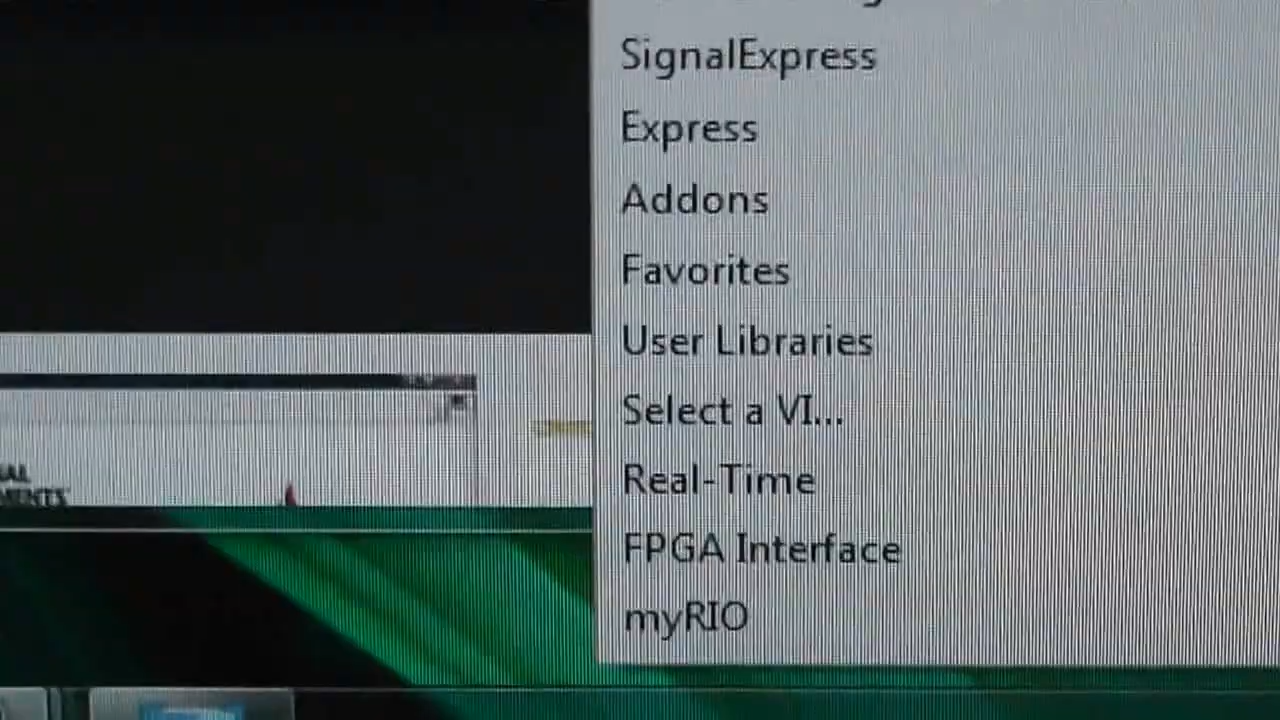 SignalExpress
Express
Addons
Favorites
User Libraries
Select a VI...
Real-Time
FPGA Interface
myRIO